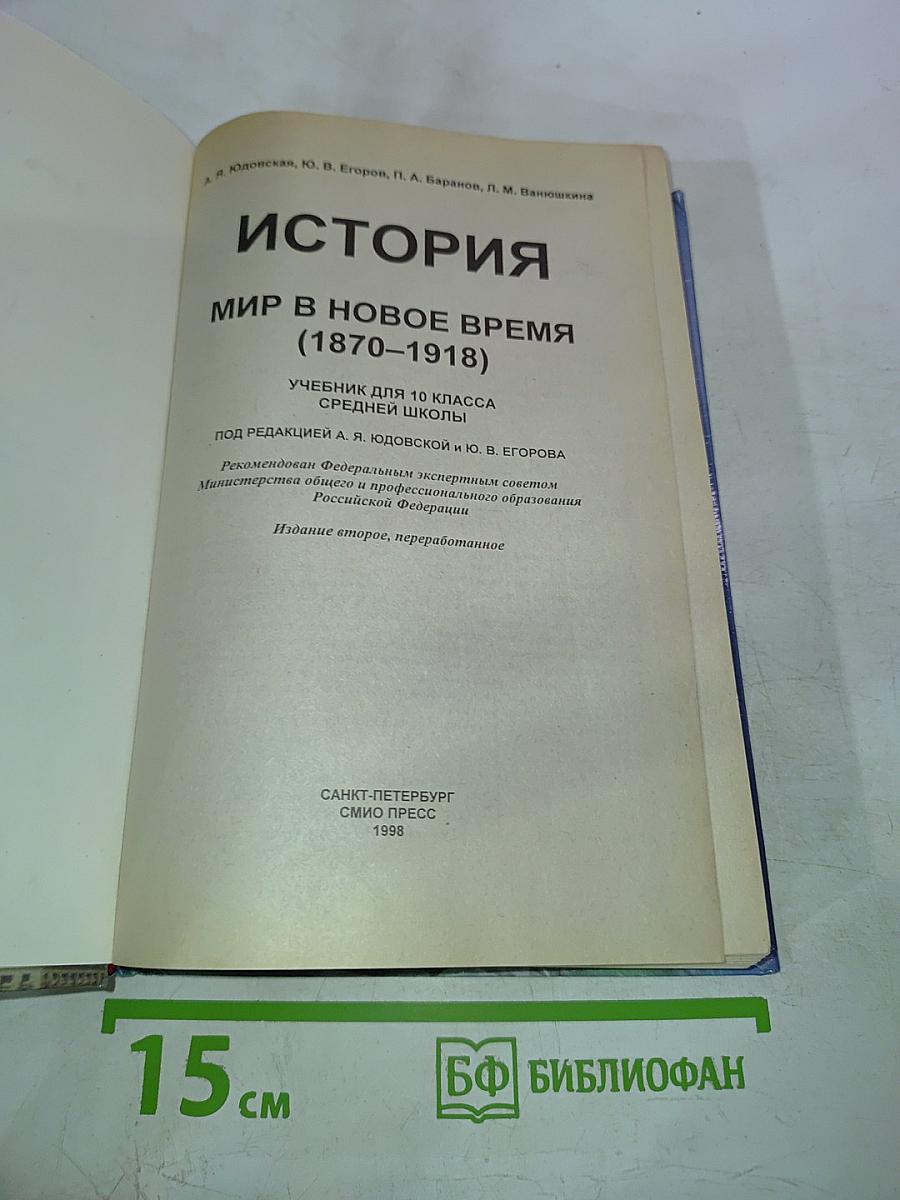 А. Я. Юдовская, Ю. В. Егоров, П. А. Баранов, Л. М. Ванюшкина
ИСТОРИЯ
МИР В НОВОЕ ВРЕМЯ
(1870–1918)
УЧЕБНИК ДЛЯ 10 КЛАССА
СРЕДНЕЙ ШКОЛЫ
ПОД РЕДАКЦИЕЙ А. Я. ЮДОВСКОЙ и Ю. В. ЕГОРОВА
Рекомендован Федеральным экспертным советом
Министерства общего и профессионального образования
Российской Федерации
Издание второе, переработанное
САНКТ-ПЕТЕРБУРГ
СМИО ПРЕСС
1998
15 см
БФ БИБЛИОФАН